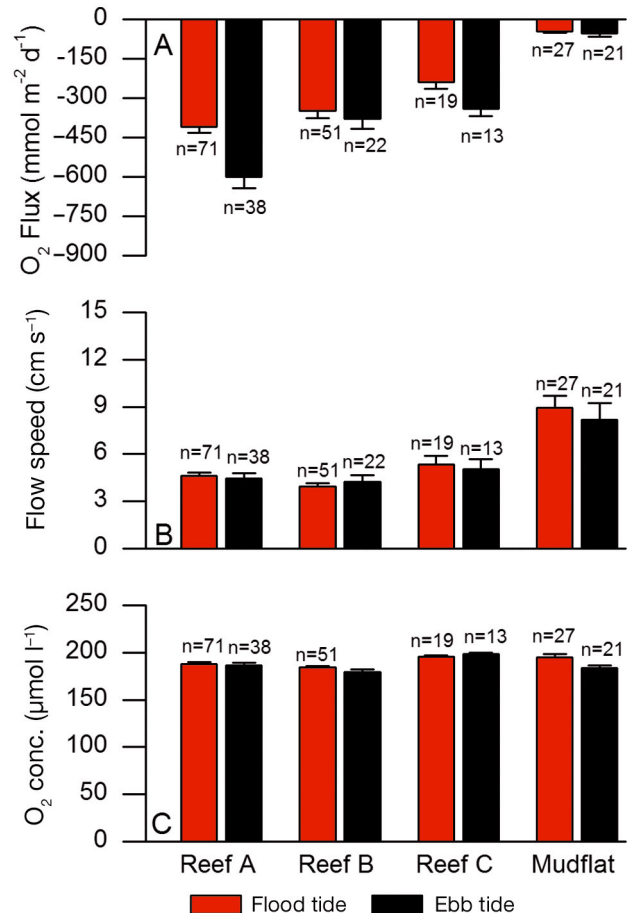 A
0
-150
-300
-450
-600
-750
-900
O2 Flux (mmol m−2 d−1)
n=71
n=38
n=51
n=22
n=19
n=13
n=27
n=21
B
15
12
9
6
3
0
Flow speed (cm s−1)
n=71
n=38
n=51
n=22
n=19
n=13
n=27
n=21
C
250
200
150
100
50
0
O2 conc. (µmol l−1)
n=71
n=38
n=51
n=19
n=13
n=27
n=21
Reef A Reef B Reef C Mudflat
Flood tide Ebb tide